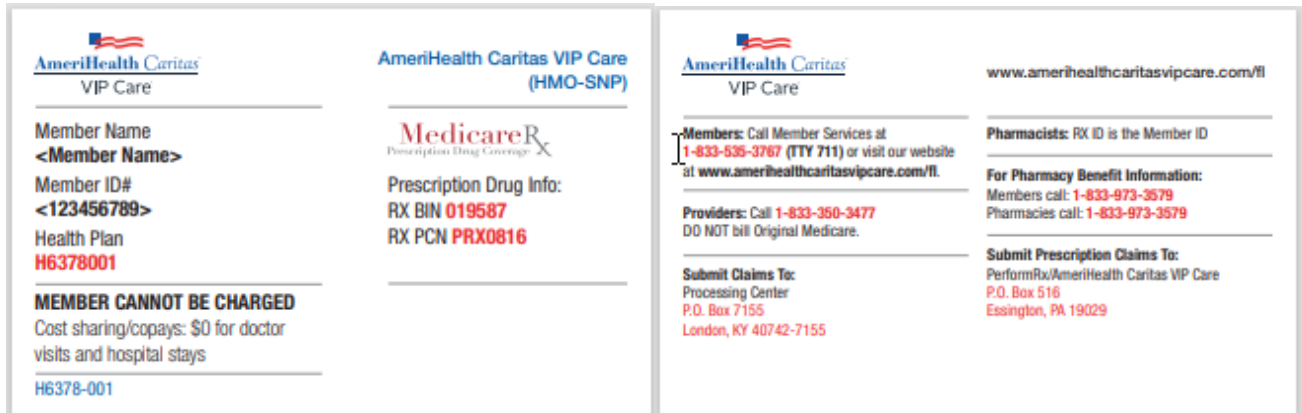 AmeriHealth Caritas
VIP Care
AmeriHealth Caritas VIP Care
(HMO-SNP)
Member Name
<Member Name>
Member ID#
<123456789>
Health Plan
H6378001
MEMBER CANNOT BE CHARGED
Cost sharing/copays: $0 for doctor
visits and hospital stays
H6378-001
MedicareRx
Prescription Drug Coverage
Prescription Drug Info:
RX BIN 019587
RX PCN PRX0816
AmeriHealth Caritas
VIP Care
www.amerihealthcaritasvipcare.com/fl
Members: Call Member Services at
1-833-535-3767 (TTY 711) or visit our website
at www.amerihealthcaritasvipcare.com/fl.
Providers: Call 1-833-350-3477
DO NOT bill Original Medicare.
Submit Claims To:
Processing Center
P.O. Box 7155
London, KY 40742-7155
Pharmacists: RX ID is the Member ID
For Pharmacy Benefit Information:
Members call: 1-833-973-3579
Pharmacies call: 1-833-973-3579
Submit Prescription Claims To:
PerformRx/AmeriHealth Caritas VIP Care
P.O. Box 516
Essington, PA 19029